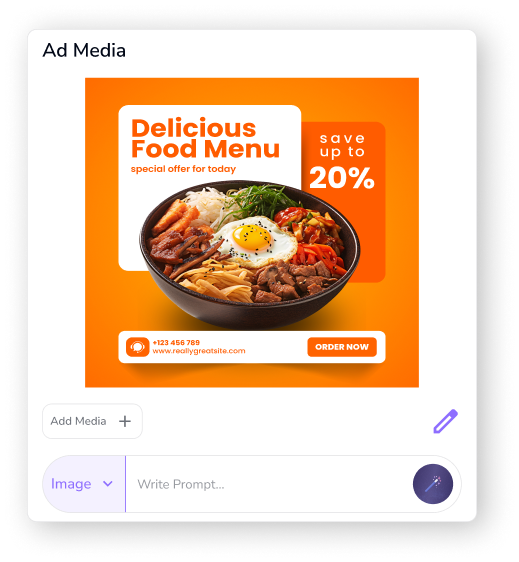 Ad Media
Delicious
Food Menu
special offer for today
save
up to
20%
+123 456 789
www.reallygreatsite.com
ORDER NOW
Add Media
Image
Write Prompt...